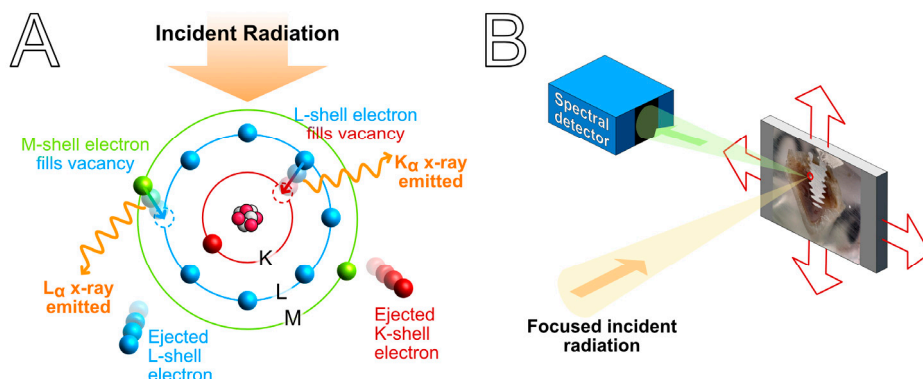 A
Incident Radiation
M-shell electron
fills vacancy
L-shell electron
fills vacancy
Kα x-ray
emitted
Lα x-ray
emitted
K
L
M
Ejected
L-shell
electron
Ejected
K-shell
electron
B
Spectral
detector
Focused incident
radiation